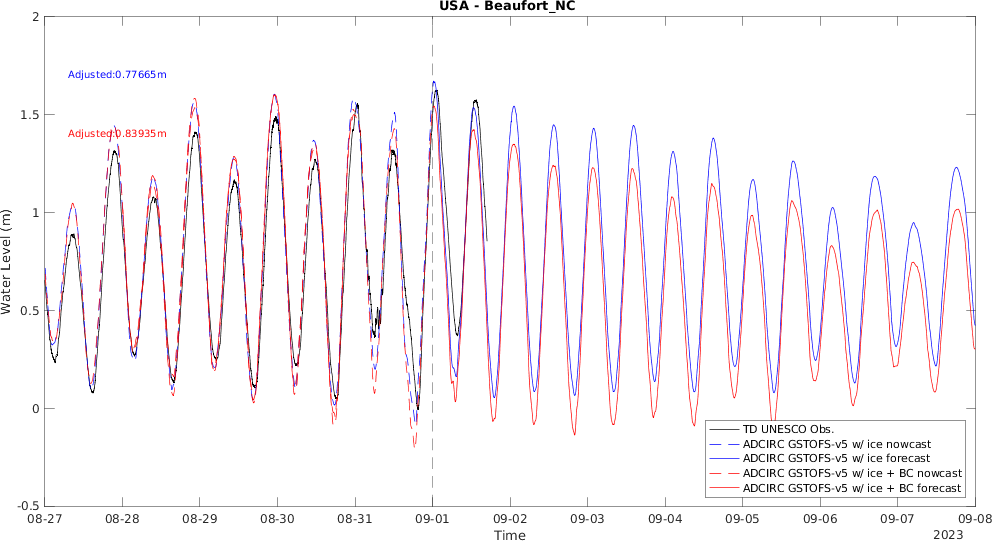 USA - Beaufort_NC
2
1.5
1
0.5
0
-0.5
Water Level (m)
Adjusted:0.77665m
Adjusted:0.83935m
TD UNESCO Obs.
ADCIRC GSTOFS-v5 w/ ice nowcast
ADCIRC GSTOFS-v5 w/ ice forecast
ADCIRC GSTOFS-v5 w/ ice + BC nowcast
ADCIRC GSTOFS-v5 w/ ice + BC forecast
08-27 08-28 08-29 08-30 08-31 09-01 09-02 09-03 09-04 09-05 09-06 09-07 09-08
Time
2023